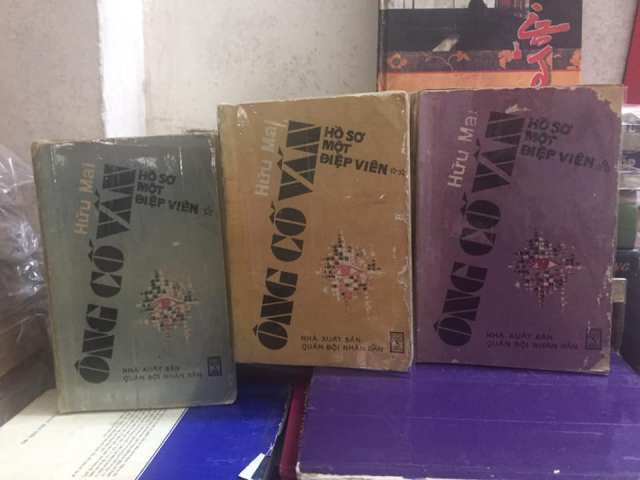 Hữu Mai
ÔNG CỐ VẤN
HỒ SƠ
MỘT
ĐIỆP VIÊN ☆
NHÀ XUẤT BẢN
QUÂN ĐỘI NHÂN DÂN
Hữu Mai
ÔNG CỐ VẤN
HỒ SƠ
MỘT
ĐIỆP VIÊN ☆☆
NHÀ XUẤT BẢN
QUÂN ĐỘI NHÂN DÂN
Hữu Mai
ÔNG CỐ VẤN
HỒ SƠ
MỘT
ĐIỆP VIÊN
NHÀ XUẤT BẢN
QUÂN ĐỘI NHÂN DÂN